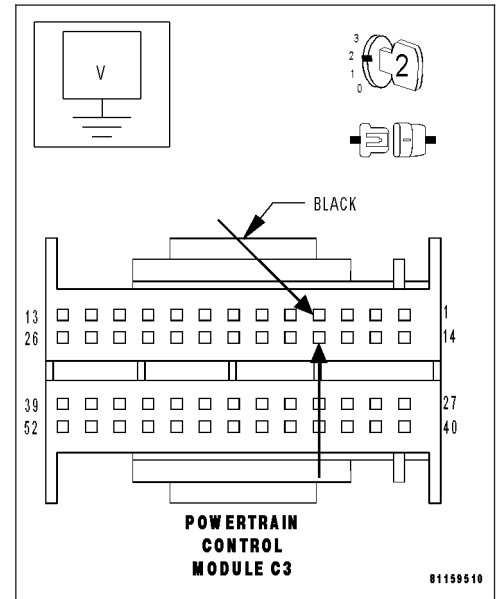 V
3
2
1
0
2
BLACK
13 1
26 14
39 27
52 40
POWERTRAIN
CONTROL
MODULE C3
81159510